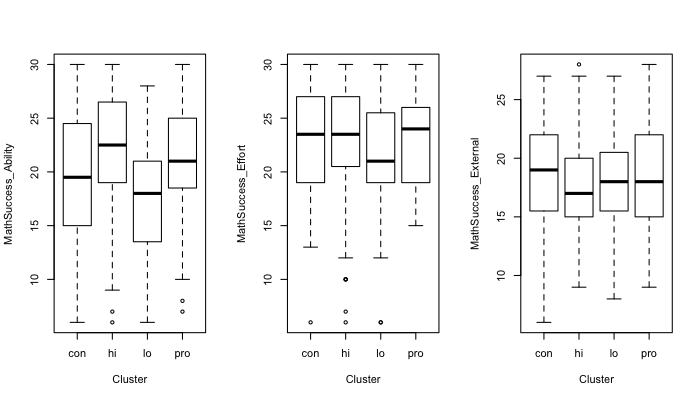 MathSuccess_Ability
30
25
20
15
10
con hi lo pro
Cluster
MathSuccess_Effort
30
25
20
15
10
con hi lo pro
Cluster
MathSuccess_External
25
20
15
10
con hi lo pro
Cluster